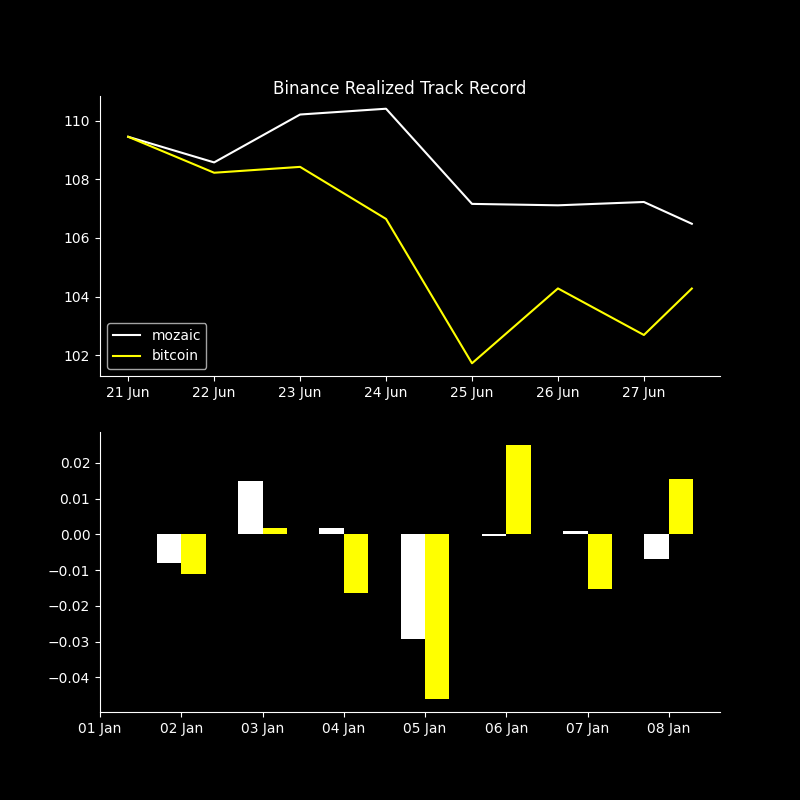 Binance Realized Track Record
110
108
106
104
102
mozaic
bitcoin
21 Jun 22 Jun 23 Jun 24 Jun 25 Jun 26 Jun 27 Jun
0.02
0.01
0.00
−0.01
−0.02
−0.03
−0.04
01 Jan 02 Jan 03 Jan 04 Jan 05 Jan 06 Jan 07 Jan 08 Jan